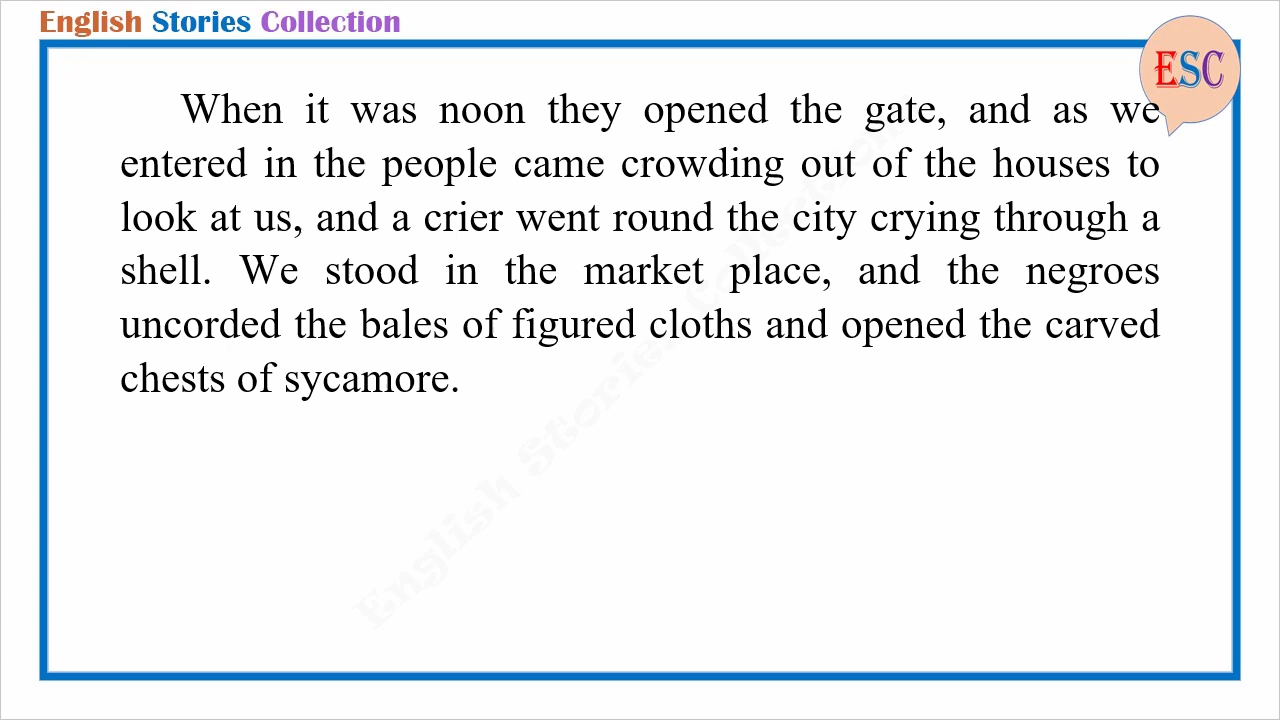 English Stories Collection
ESC
When it was noon they opened the gate, and as we
entered in the people came crowding out of the houses to
look at us, and a crier went round the city crying through a
shell. We stood in the market place, and the negroes
uncorded the bales of figured cloths and opened the carved
chests of sycamore.
English Stories Collection